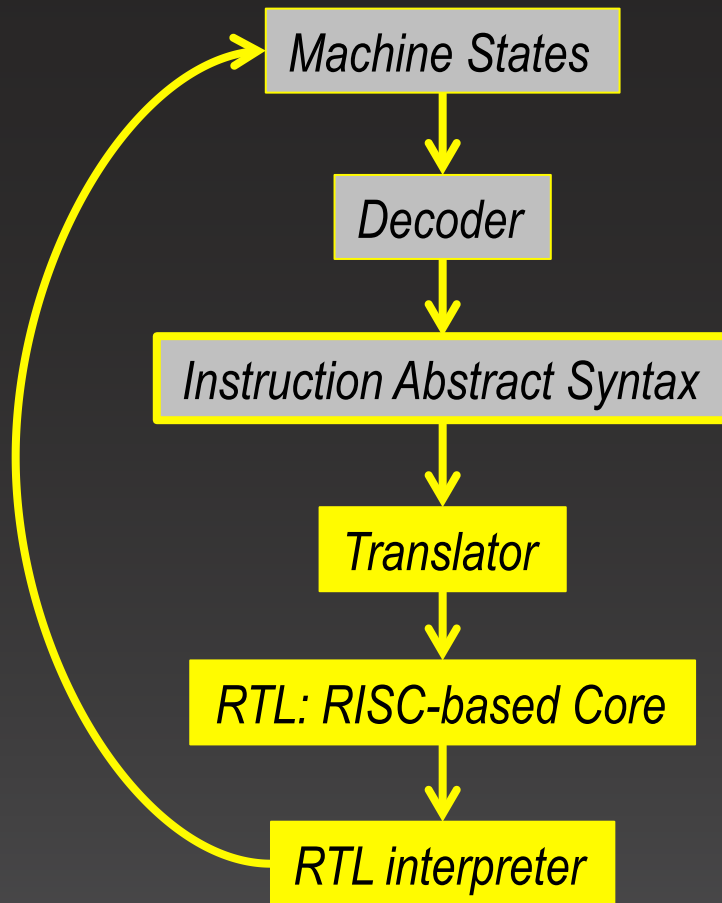 Machine States
Decoder
Instruction Abstract Syntax
Translator
RTL: RISC-based Core
RTL interpreter